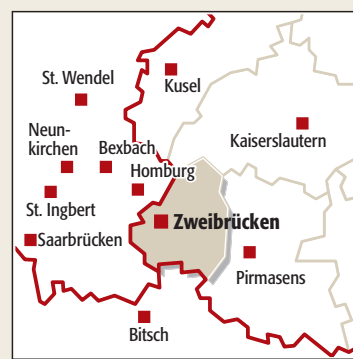 St. Wendel
Kusel
Neun-
kirchen
Bexbach
Kaiserslautern
Homburg
St. Ingbert
Zweibrücken
Saarbrücken
Pirmasens
Bitsch